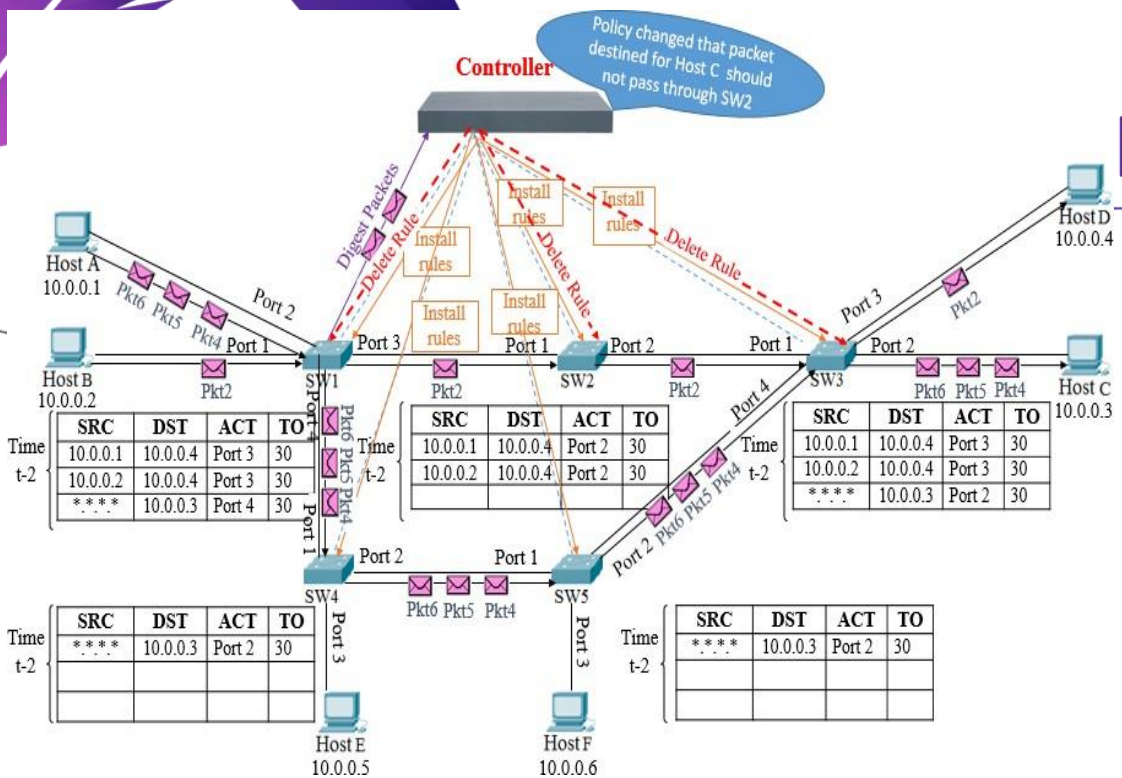 Policy changed that packet
destined for Host C should
not pass through SW2
Controller
Digest Packets
Delete Rule
Install
rules
Install
rules
Install
rules
Install
rules
Install
rules
Delete Rule
Delete Rule
Host A
10.0.0.1
Pkt6
Pkt5
Pkt4
Port 2
Host B
10.0.0.2
Port 1
Pkt2
SW1
Port 3
Pkt2
Port 1
SW2
Port 2
Pkt2
Port 1
SW3
Port 3
Pkt2
Host D
10.0.0.4
Port 2
Pkt6
Pkt5
Pkt4
Host C
10.0.0.3
Port 4
Time
t-2
SRC DST ACT TO
10.0.0.1 10.0.0.4 Port 3 30
10.0.0.2 10.0.0.4 Port 3 30
*.*.*.* 10.0.0.3 Port 4 30
Port 4
Pkt6
Pkt5
Pkt4
Port 1
Time
t-2
SRC DST ACT TO
10.0.0.1 10.0.0.4 Port 2 30
10.0.0.2 10.0.0.4 Port 2 30
Time
t-2
SRC DST ACT TO
10.0.0.1 10.0.0.4 Port 3 30
10.0.0.2 10.0.0.4 Port 3 30
*.*.*.* 10.0.0.3 Port 2 30
SW4
Port 2
Pkt6
Pkt5
Pkt4
Port 1
SW5
Port 2
Pkt6
Pkt5
Pkt4
Time
t-2
SRC DST ACT TO
*.*.*.* 10.0.0.3 Port 2 30
Port 3
Host E
10.0.0.5
Port 3
Host F
10.0.0.6
Time
t-2
SRC DST ACT TO
*.*.*.* 10.0.0.3 Port 2 30